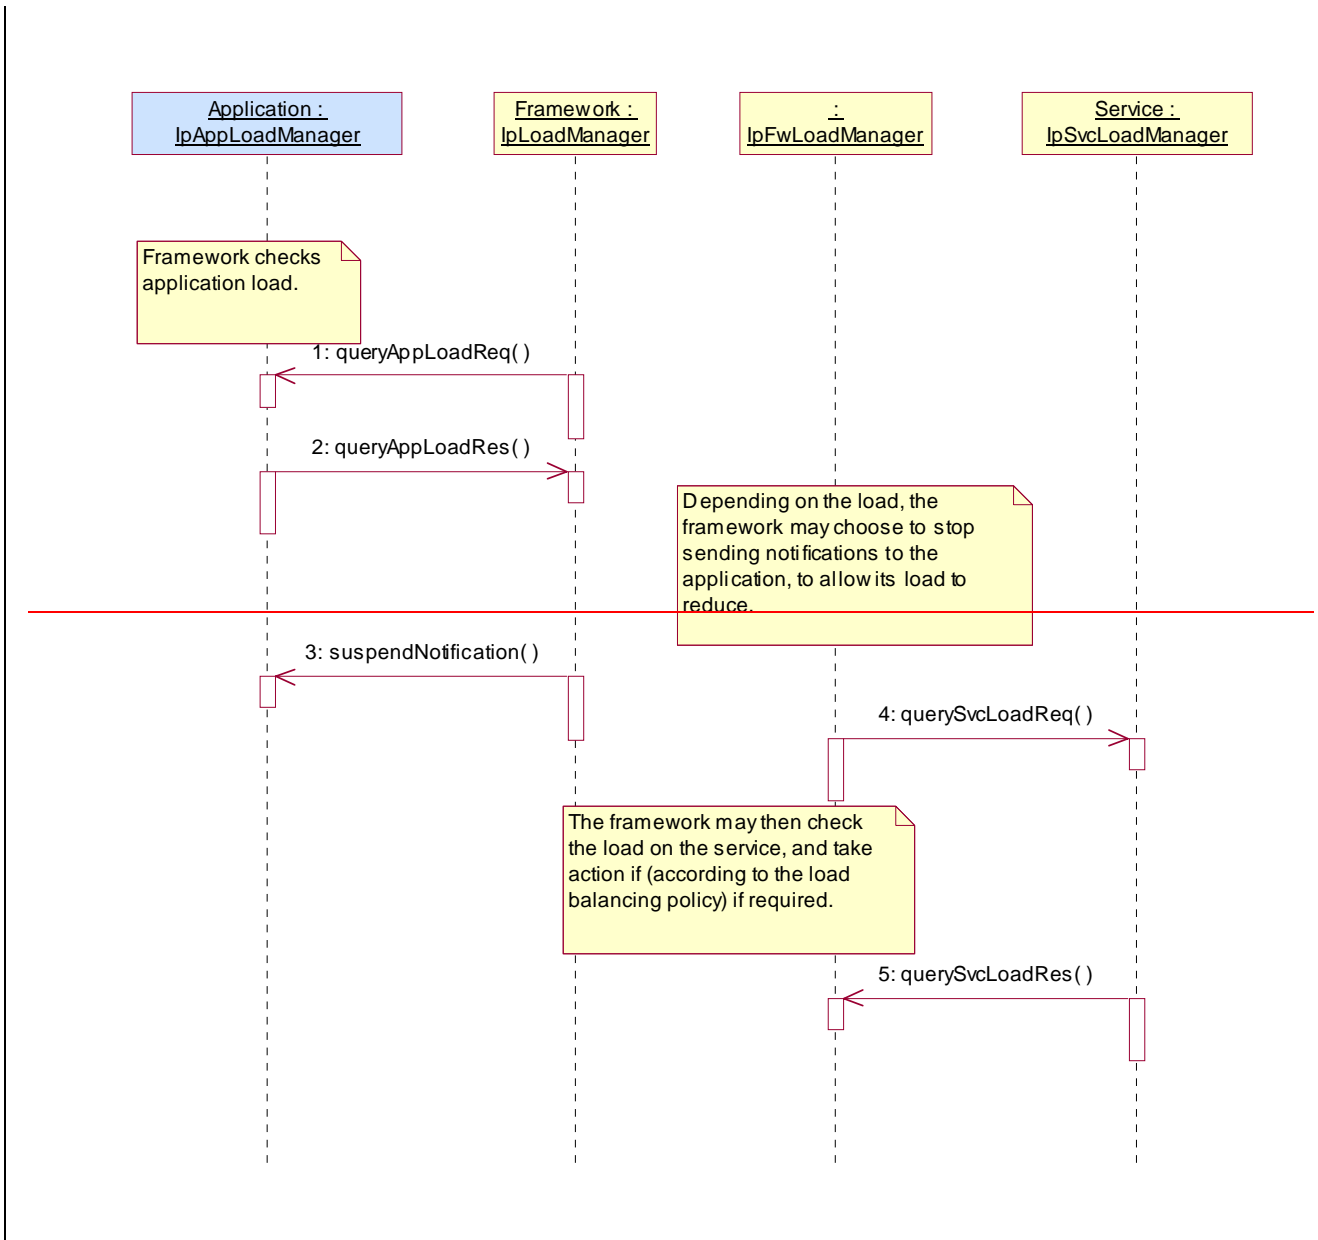 Application :
IpAppLoadManager
Framework :
IpLoadManager
:
IpFwLoadManager
Service :
IpSvcLoadManager
Framework checks
application load.
1: queryAppLoadReq( )
2: queryAppLoadRes( )
Depending on the load, the
framework may choose to stop
sending notifications to the
application, to allow its load to
reduce.
3: suspendNotification( )
4: querySvcLoadReq( )
The framework may then check
the load on the service, and take
action if (according to the load
balancing policy) if required.
5: querySvcLoadRes( )